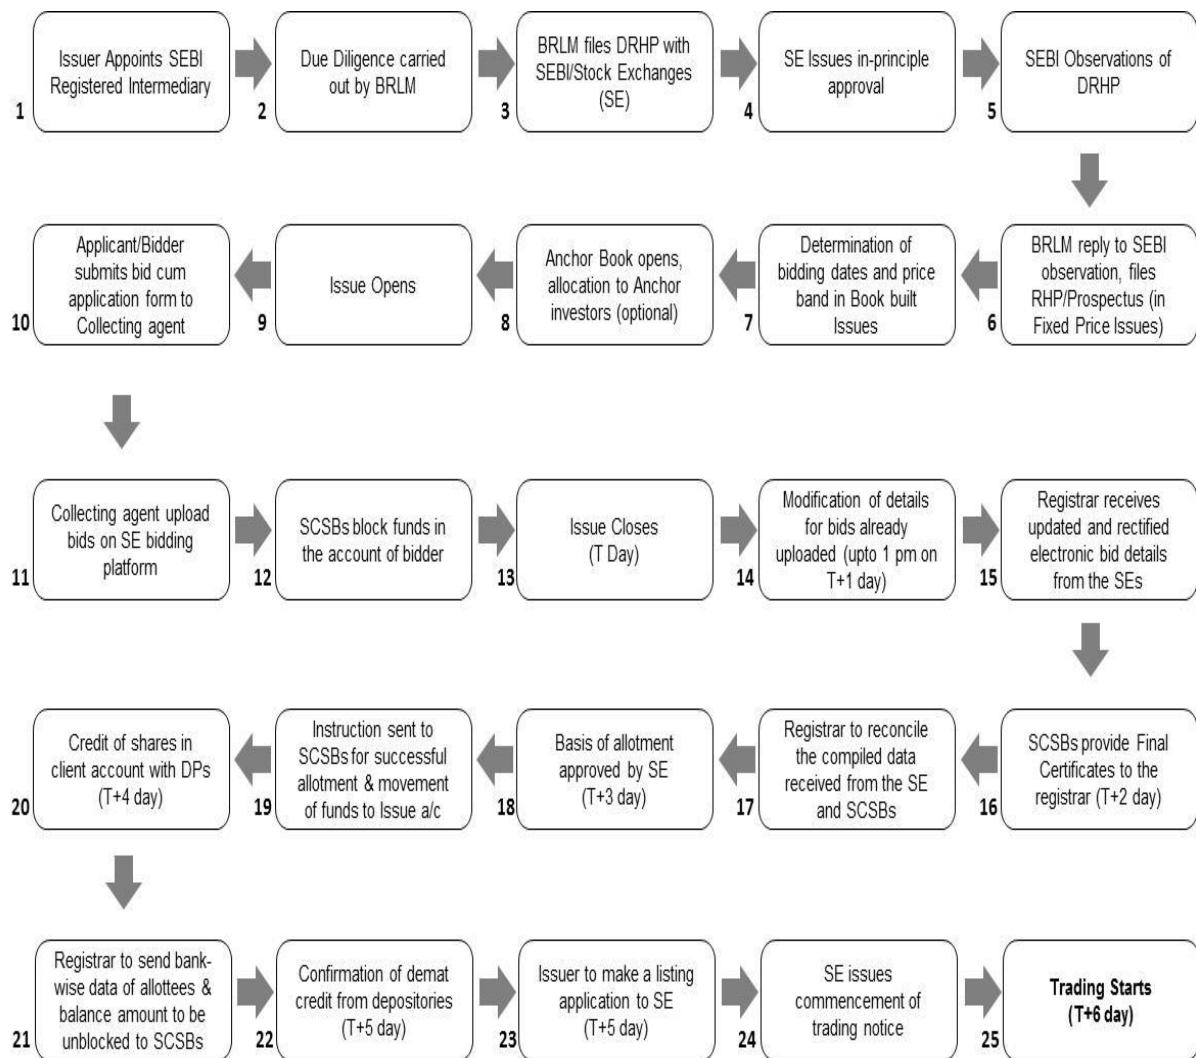 Issuer Appoints SEBI
Registered Intermediary
1
Due Diligence carried
out by BRLM
2
BRLM files DRHP with
SEBI/Stock Exchanges
(SE)
3
SE Issues in-principle
approval
4
SEBI Observations of
DRHP
5
BRLM reply to SEBI
observation, files
RHP/Prospectus (in
Fixed Price Issues)
6
Determination of
bidding dates and price
band in Book built
Issues
7
Anchor Book opens,
allocation to Anchor
investors (optional)
8
Issue Opens
9
Applicant/Bidder
submits bid cum
application form to
Collecting agent
10
Collecting agent upload
bids on SE bidding
platform
11
SCSBs block funds in
the account of bidder
12
Issue Closes
(T Day)
13
Modification of details
for bids already
uploaded (upto 1 pm on
T+1 day)
14
Registrar receives
updated and rectified
electronic bid details
from the SEs
15
SCSBs provide Final
Certificates to the
registrar (T+2 day)
16
Registrar to reconcile
the compiled data
received from the SE
and SCSBs
17
Basis of allotment
approved by SE
(T+3 day)
18
Instruction sent to
SCSBs for successful
allotment & movement
of funds to Issue a/c
19
Credit of shares in
client account with DPs
(T+4 day)
20
Registrar to send bank-
wise data of allottees &
balance amount to be
unblocked to SCSBs
21
Confirmation of demat
credit from depositories
(T+5 day)
22
Issuer to make a listing
application to SE
(T+5 day)
23
SE issues
commencement of
trading notice
24
Trading Starts
(T+6 day)
25